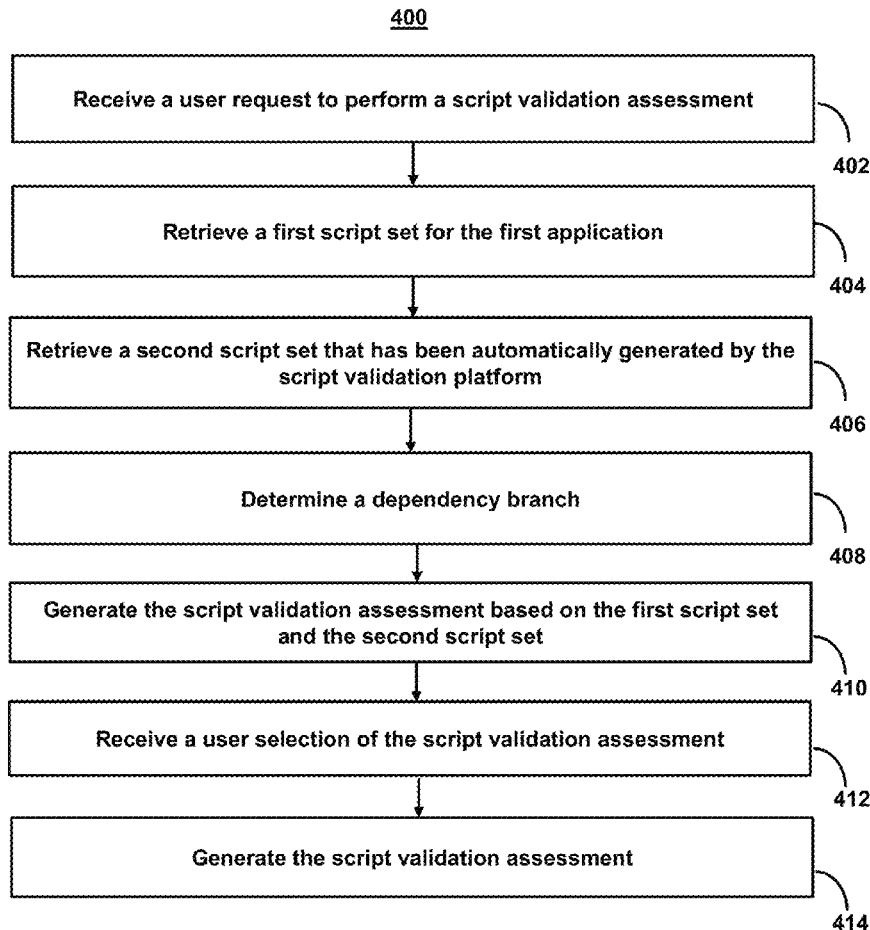 400
Receive a user request to perform a script validation assessment
402
Retrieve a first script set for the first application
404
Retrieve a second script set that has been automatically generated by the
script validation platform
406
Determine a dependency branch
408
Generate the script validation assessment based on the first script set
and the second script set
410
Receive a user selection of the script validation assessment
412
Generate the script validation assessment
414